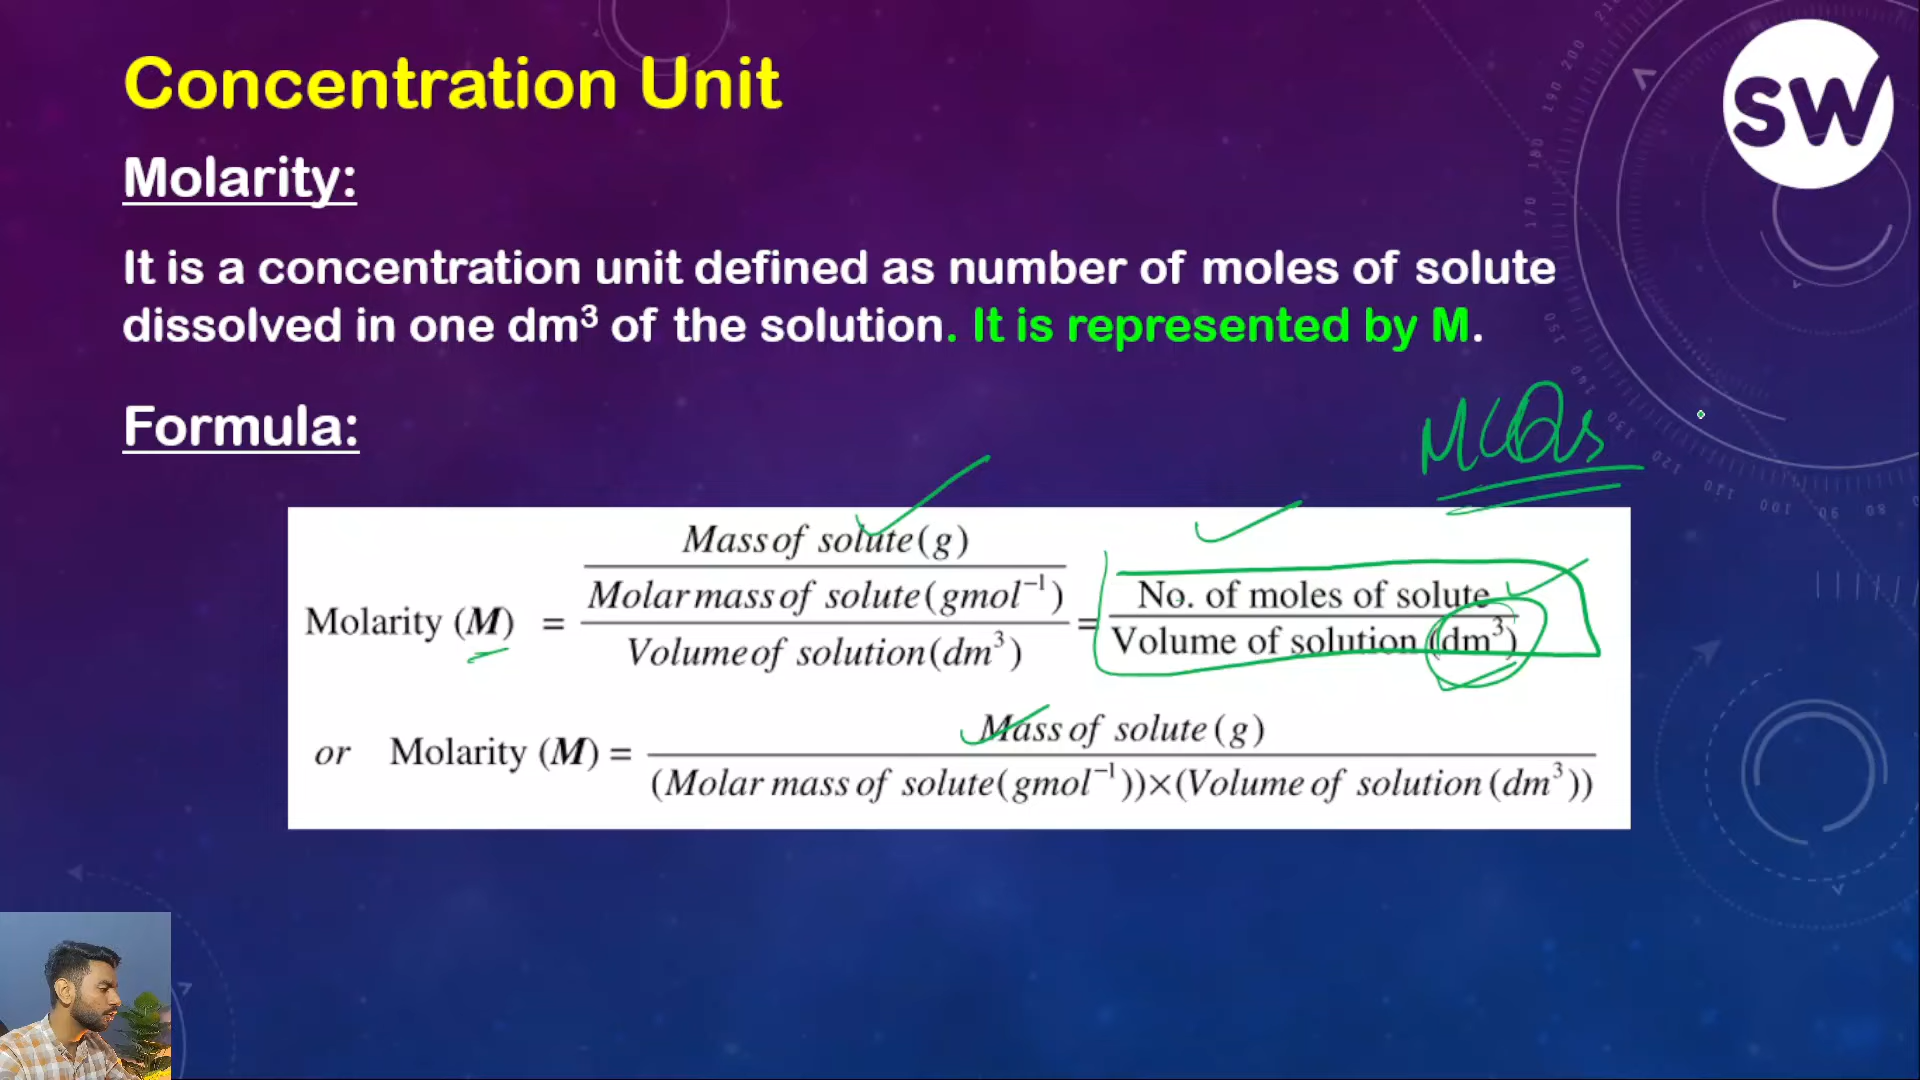 Concentration Unit
SW
Molarity:
It is a concentration unit defined as number of moles of solute
dissolved in one dm³ of the solution. It is represented by M.
Formula:
MCQs
Molarity (M) = Mass of solute (g) / Molar mass of solute (gmol⁻¹) / Volume of solution (dm³) = No. of moles of solute / Volume of solution (dm³)
or Molarity (M) = Mass of solute (g) / (Molar mass of solute (gmol⁻¹))×(Volume of solution (dm³))